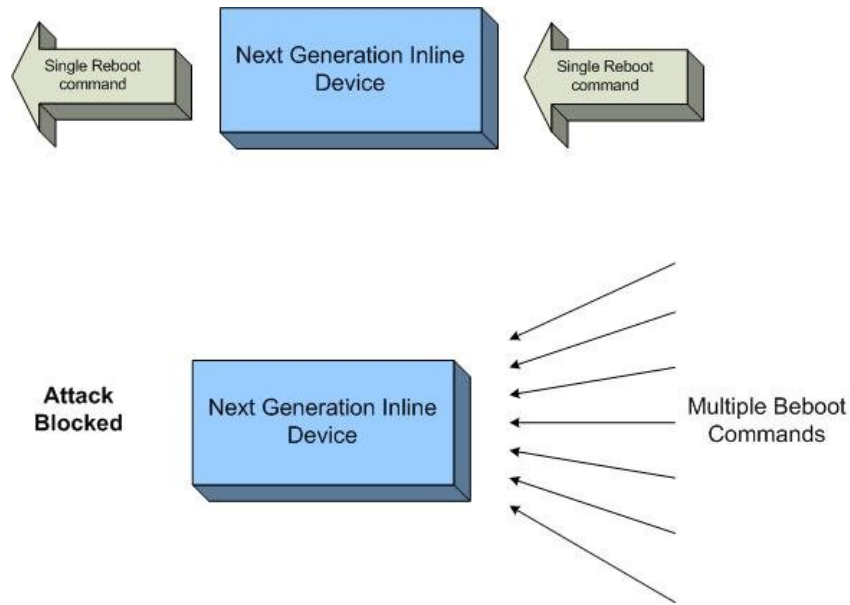 Single Reboot
command
Next Generation Inline
Device
Single Reboot
command
Attack
Blocked
Next Generation Inline
Device
Multiple Beboot
Commands